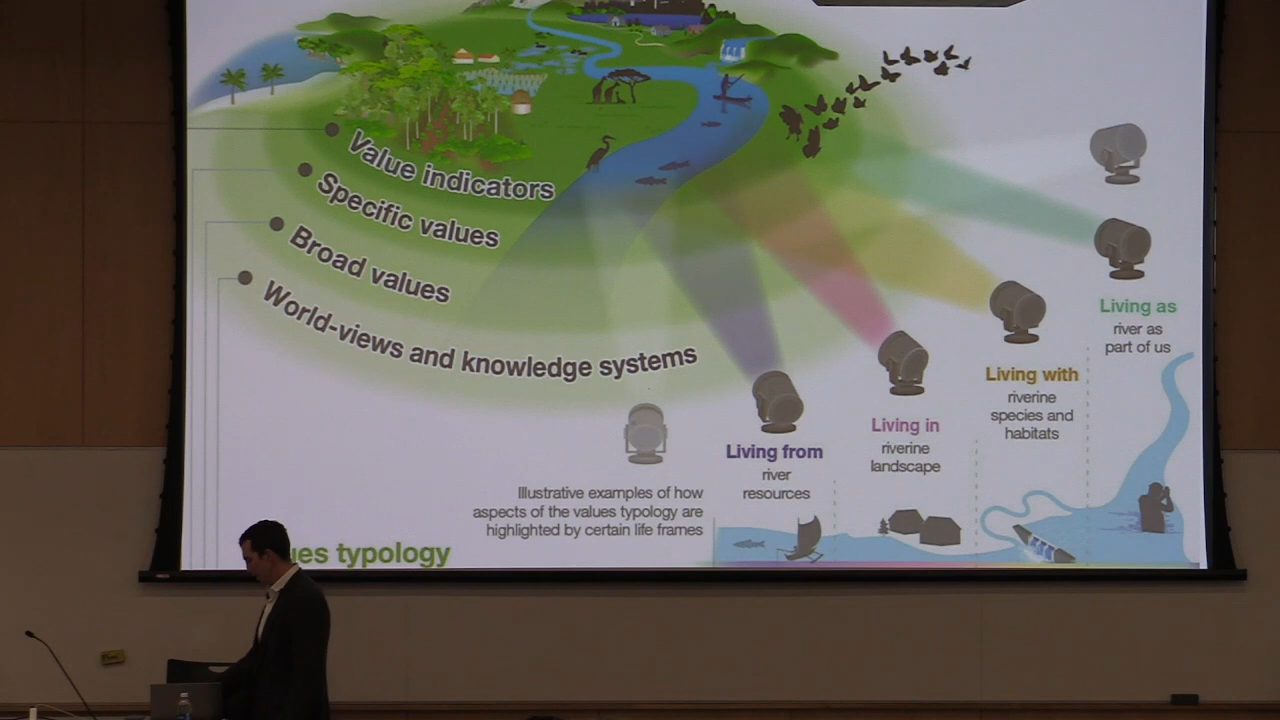 Value indicators
Specific values
Broad values
World-views and knowledge systems
Living as
river as
part of us
Living with
riverine
species and
habitats
Living in
riverine
landscape
Living from
river
resources
Illustrative examples of how
aspects of the values typology are
highlighted by certain life frames
typology